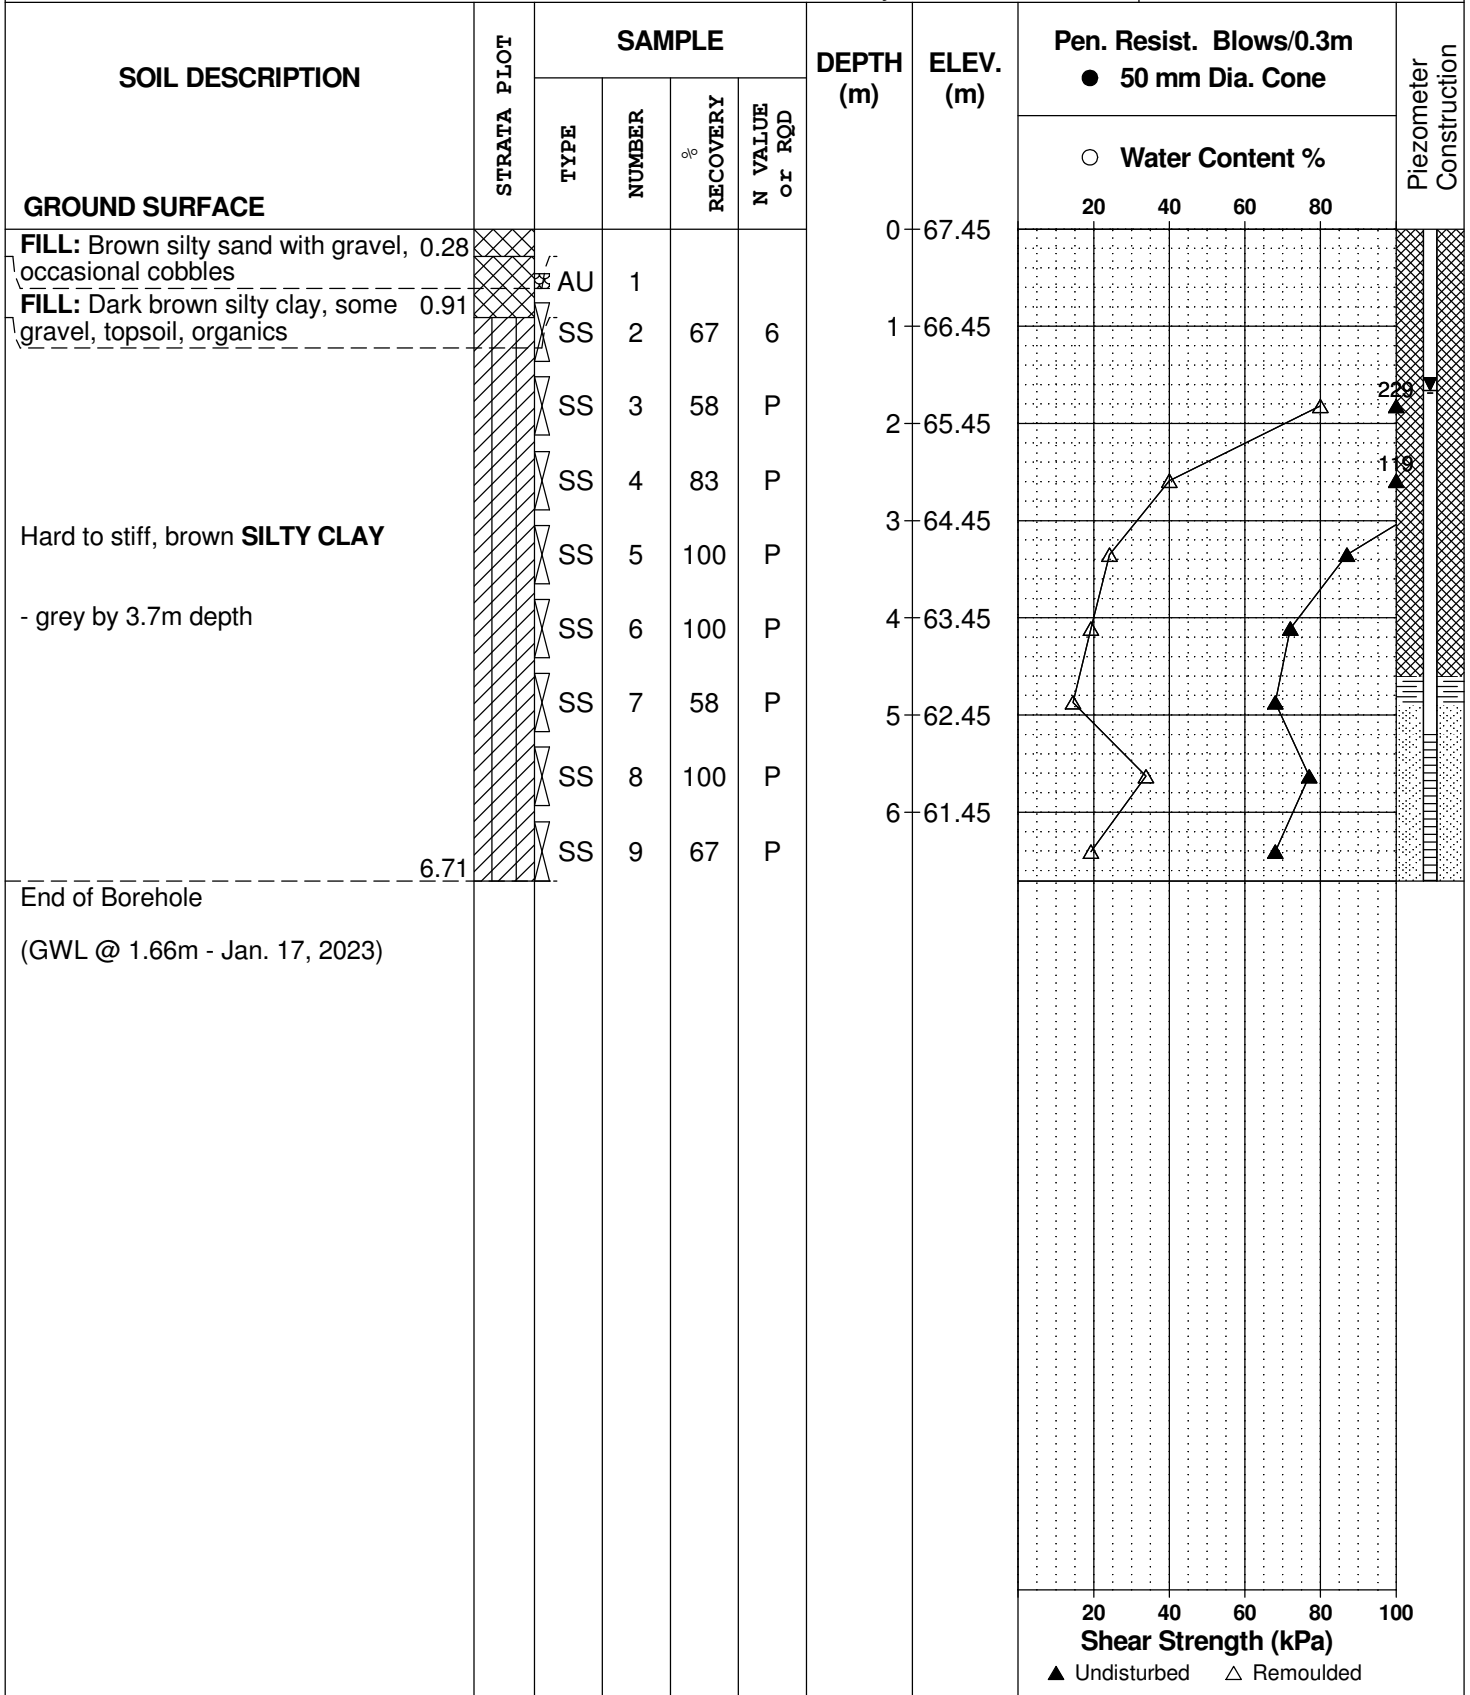 SOIL DESCRIPTION
GROUND SURFACE
STRATA PLOT
SAMPLE
TYPE
NUMBER
% RECOVERY
N VALUE
or RQD
DEPTH
(m)
ELEV.
(m)
Pen. Resist. Blows/0.3m
● 50 mm Dia. Cone
○ Water Content %
20 40 60 80
Piezometer
Construction
0 67.45
FILL: Brown silty sand with gravel, 0.28
occasional cobbles
AU 1
FILL: Dark brown silty clay, some 0.91
gravel, topsoil, organics
SS 2 67 6
1 66.45
229
SS 3 58 P
2 65.45
119
SS 4 83 P
3 64.45
Hard to stiff, brown SILTY CLAY
SS 5 100 P
- grey by 3.7m depth
4 63.45
SS 6 100 P
SS 7 58 P
5 62.45
SS 8 100 P
6 61.45
SS 9 67 P
6.71
End of Borehole
(GWL @ 1.66m - Jan. 17, 2023)
20 40 60 80 100
Shear Strength (kPa)
▲ Undisturbed △ Remoulded